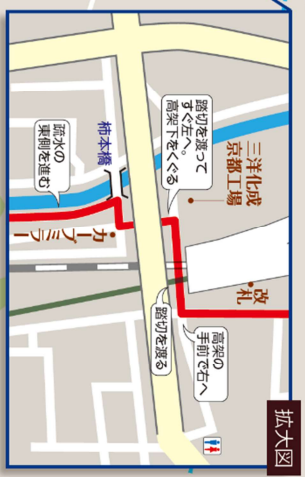 拡大図
高架の
手前で右へ
改札
三洋化成
京都工場
踏切を渡る
踏切を渡って
すぐ左へ。
高架下をくぐる
柿本橋
カーブミラー
疏水の
東側を進む